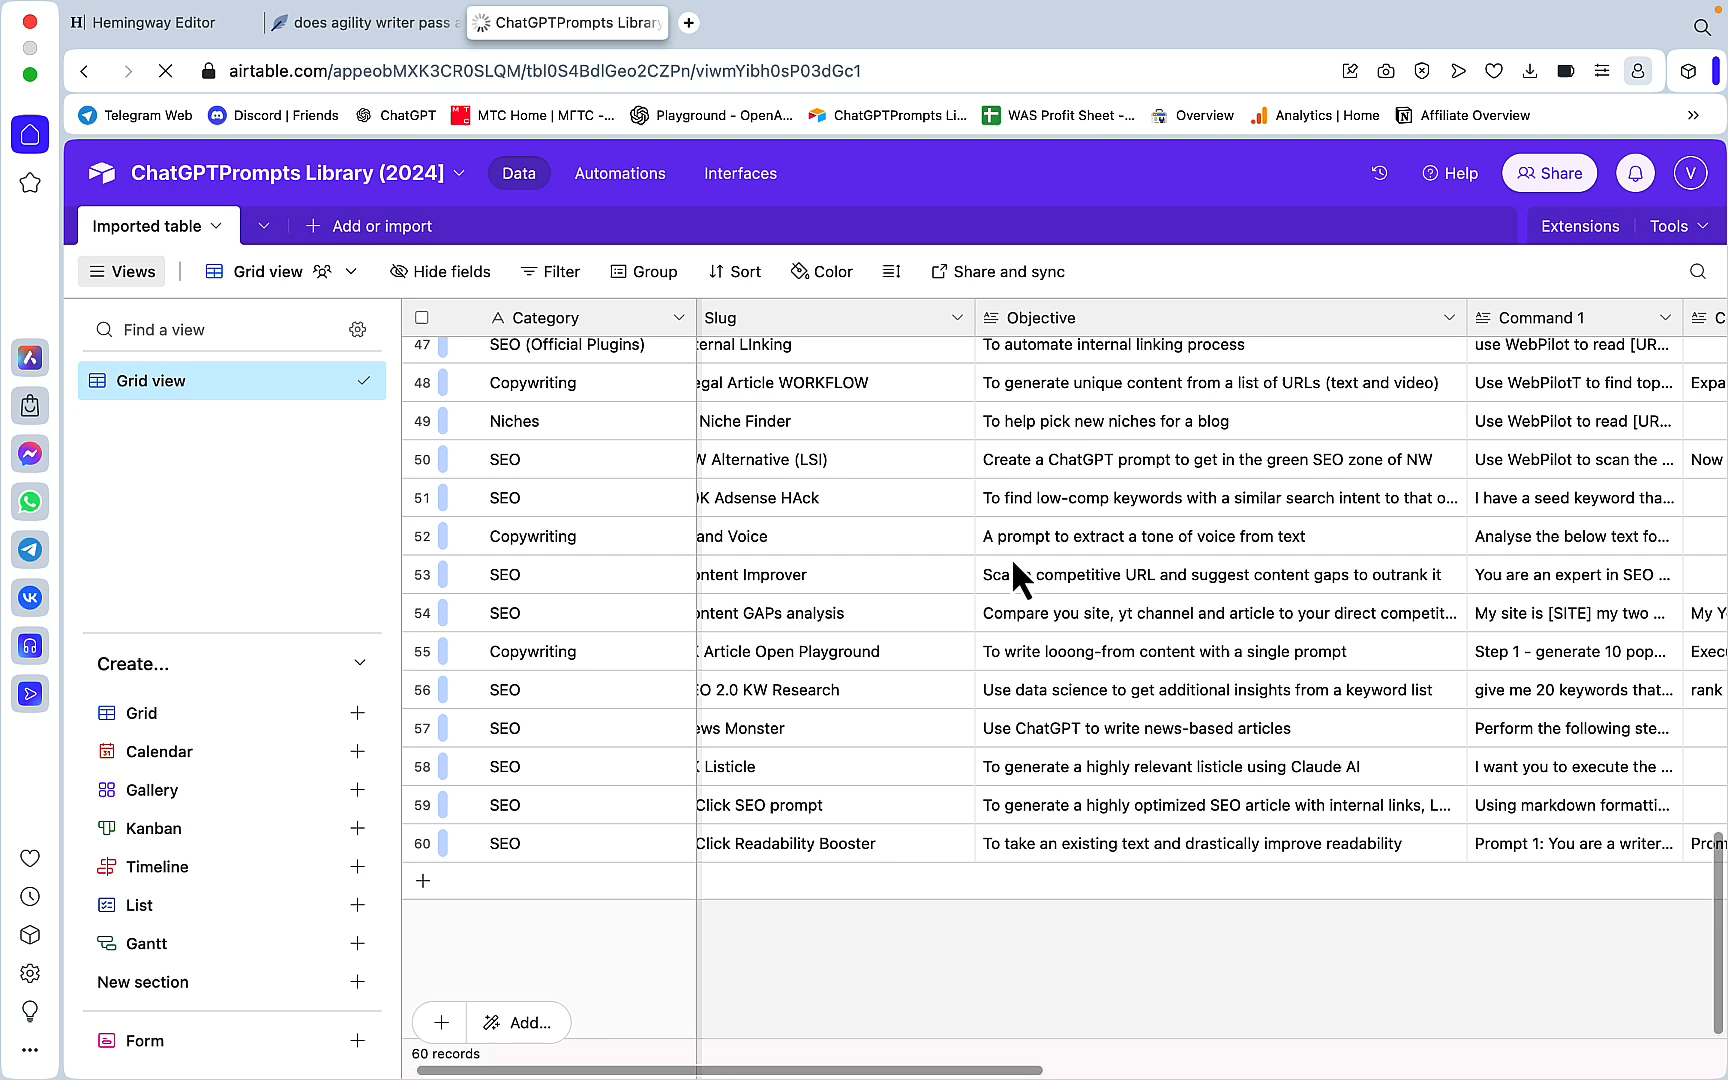 Hemingway Editor
does agility writer pass a
ChatGPTPrompts Library
airtable.com/appeobMXK3CR0SLQM/tbl0S4BdlGeo2CZPn/viwmYibh0sP03dGc1
Telegram Web
Discord | Friends
ChatGPT
MTC Home | MFTC -...
Playground - OpenA...
ChatGPTPrompts Li...
WAS Profit Sheet -...
Overview
Analytics | Home
Affiliate Overview
ChatGPTPrompts Library (2024)
Data
Automations
Interfaces
Help
Share
V
Imported table
Add or import
Extensions
Tools
Views
Grid view
Hide fields
Filter
Group
Sort
Color
Share and sync
Find a view
Grid view
Create...
Grid
Calendar
Gallery
Kanban
Timeline
List
Gantt
New section
Form
Category Slug Objective Command 1 C
47 SEO (Official Plugins) ternal LInking To automate internal linking process use WebPilot to read [UR...
48 Copywriting egal Article WORKFLOW To generate unique content from a list of URLs (text and video) Use WebPilotT to find top... Expa
49 Niches Niche Finder To help pick new niches for a blog Use WebPilot to read [UR...
50 SEO W Alternative (LSI) Create a ChatGPT prompt to get in the green SEO zone of NW Use WebPilot to scan the ... Now
51 SEO OK Adsense HAck To find low-comp keywords with a similar search intent to that o... I have a seed keyword tha...
52 Copywriting and Voice A prompt to extract a tone of voice from text Analyse the below text fo...
53 SEO ontent Improver competitive URL and suggest content gaps to outrank it You are an expert in SEO ...
54 SEO ontent GAPs analysis Compare you site, yt channel and article to your direct competit... My site is [SITE] my two ... My Y
55 Copywriting Article Open Playground To write looong-from content with a single prompt Step 1 - generate 10 pop... Exec
56 SEO EO 2.0 KW Research Use data science to get additional insights from a keyword list give me 20 keywords that... rank
57 SEO ews Monster Use ChatGPT to write news-based articles Perform the following ste...
58 SEO Listicle To generate a highly relevant listicle using Claude AI I want you to execute the ...
59 SEO Click SEO prompt To generate a highly optimized SEO article with internal links, L... Using markdown formatti...
60 SEO Click Readability Booster To take an existing text and drastically improve readability Prompt 1: You are a writer... Prom
Add...
60 records